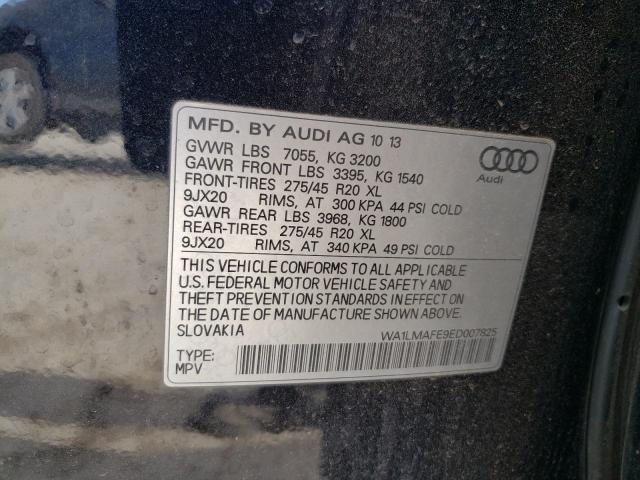 MFD. BY AUDI AG 10 13
GVWR LBS 7055, KG 3200
GAWR FRONT LBS 3395, KG 1540
FRONT-TIRES 275/45 R20 XL
9JX20 RIMS, AT 300 KPA 44 PSI COLD
GAWR REAR LBS 3968, KG 1800
REAR-TIRES 275/45 R20 XL
9JX20 RIMS, AT 340 KPA 49 PSI COLD
Audi
THIS VEHICLE CONFORMS TO ALL APPLICABLE
U.S. FEDERAL MOTOR VEHICLE SAFETY AND
THEFT PREVENTION STANDARDS IN EFFECT ON
THE DATE OF MANUFACTURE SHOWN ABOVE.
SLOVAKIA
WA1LMAFE9ED007825
TYPE:
MPV